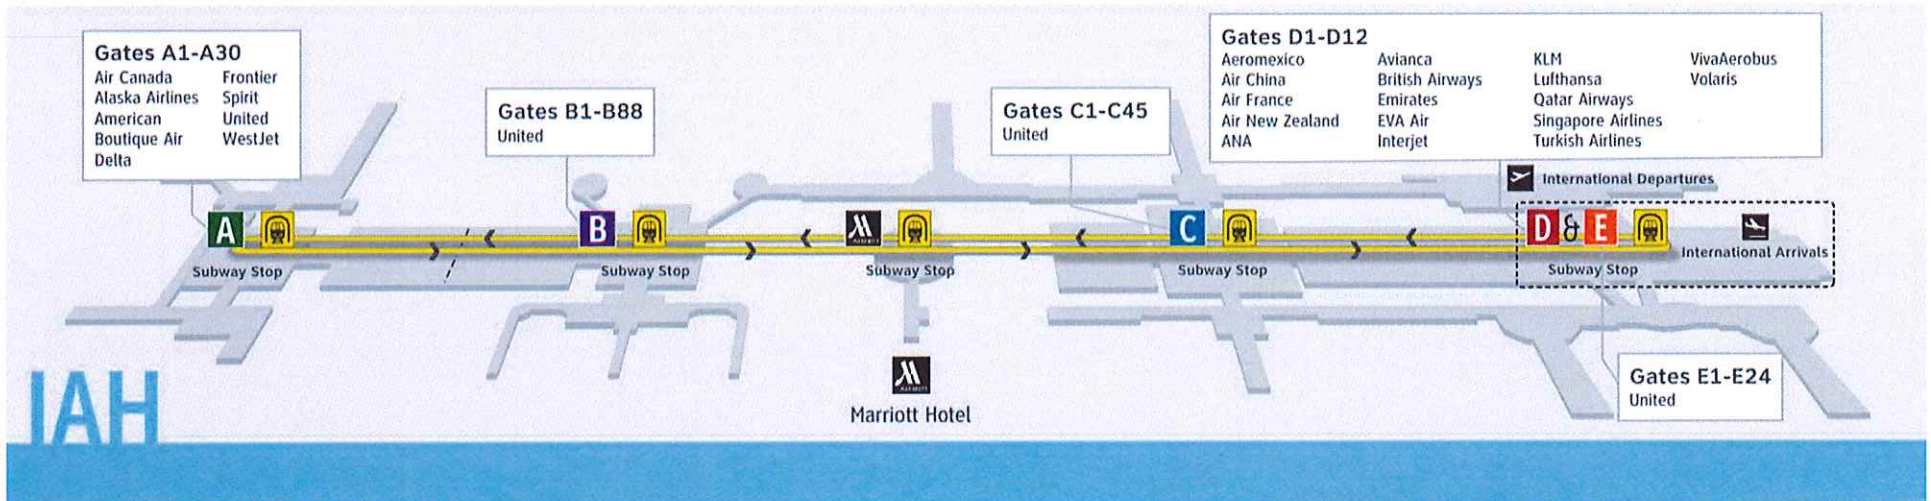 Gates A1-A30
Air Canada Frontier
Alaska Airlines Spirit
American United
Boutique Air WestJet
Delta
Gates B1-B88
United
Gates C1-C45
United
Gates D1-D12
Aeromexico Avianca KLM VivaAerobus
Air China British Airways Lufthansa Volaris
Air France Emirates Qatar Airways
Air New Zealand EVA Air Singapore Airlines
ANA Interjet Turkish Airlines
International Departures
A
B
C
D & E
International Arrivals
Subway Stop
Subway Stop
Subway Stop
Subway Stop
Subway Stop
Marriott Hotel
Gates E1-E24
United
IAH